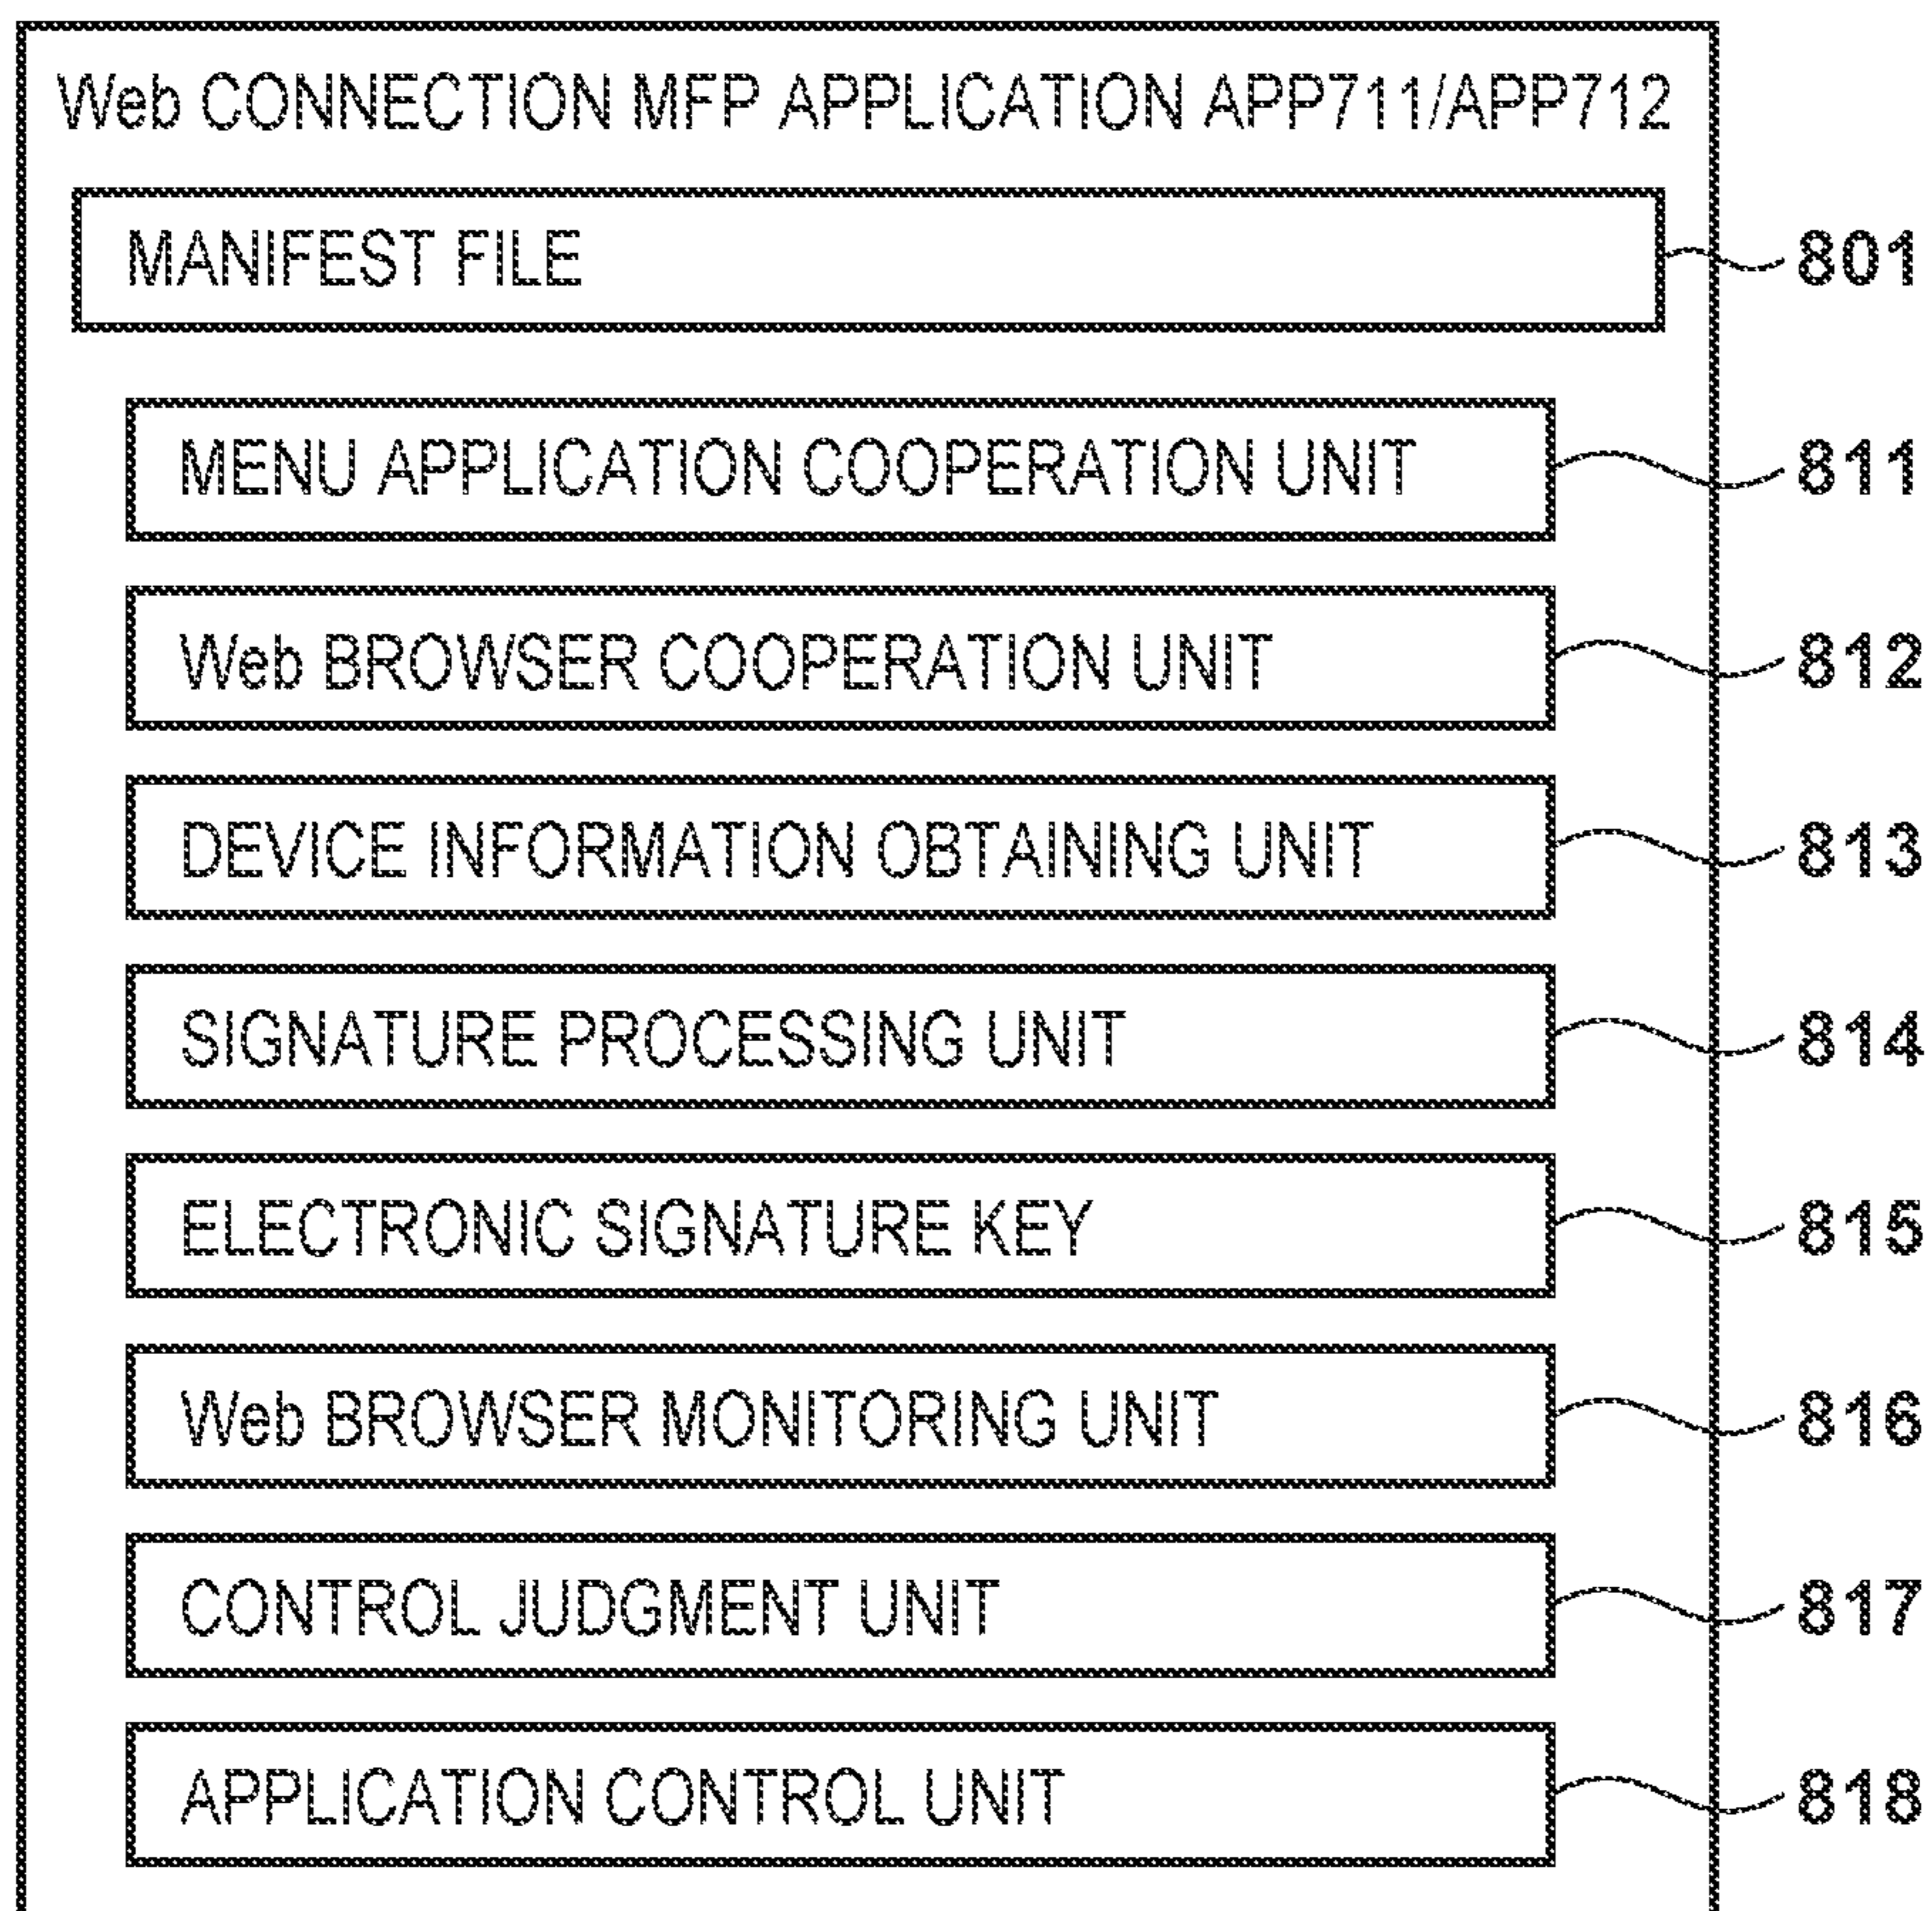 Web CONNECTION MFP APPLICATION APP711/APP712
MANIFEST FILE
801
MENU APPLICATION COOPERATION UNIT
811
Web BROWSER COOPERATION UNIT
812
DEVICE INFORMATION OBTAINING UNIT
813
SIGNATURE PROCESSING UNIT
814
ELECTRONIC SIGNATURE KEY
815
Web BROWSER MONITORING UNIT
816
CONTROL JUDGMENT UNIT
817
APPLICATION CONTROL UNIT
818